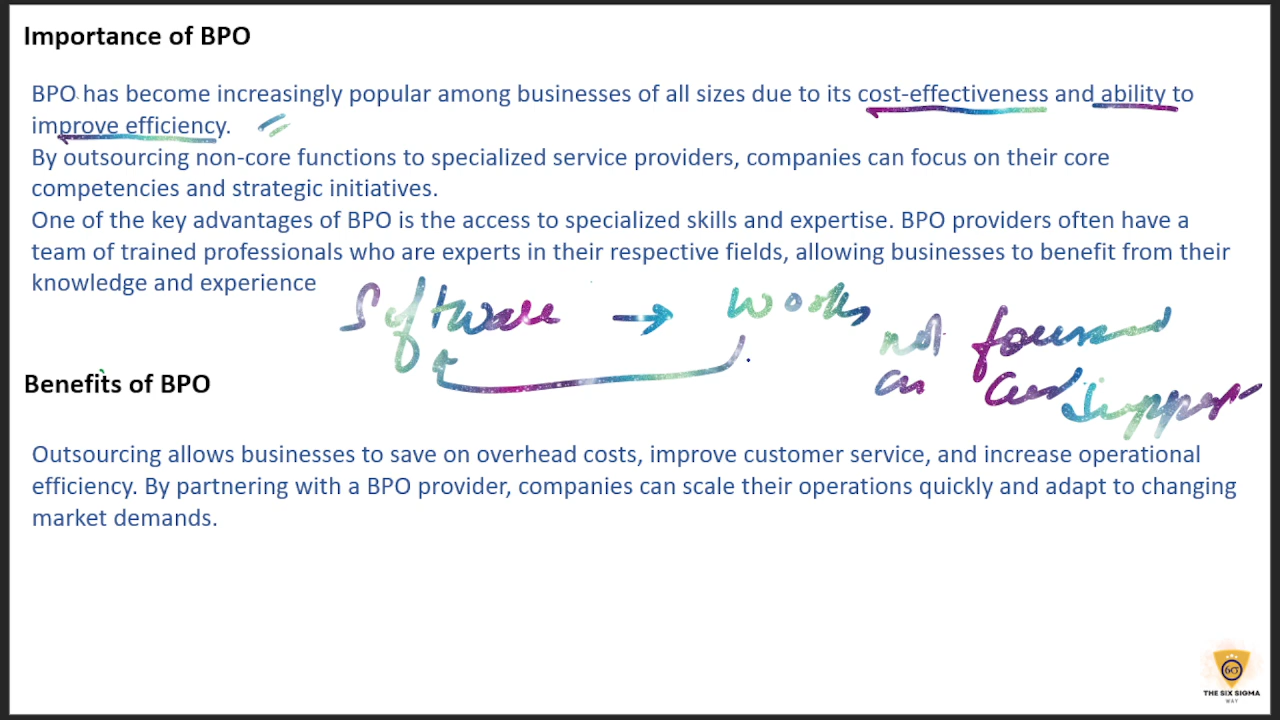 Importance of BPO
BPO has become increasingly popular among businesses of all sizes due to its cost-effectiveness and ability to
improve efficiency.
By outsourcing non-core functions to specialized service providers, companies can focus on their core
competencies and strategic initiatives.
One of the key advantages of BPO is the access to specialized skills and expertise. BPO providers often have a
team of trained professionals who are experts in their respective fields, allowing businesses to benefit from their
knowledge and experience
Software → works
not focused
on Cust Support
Benefits of BPO
Outsourcing allows businesses to save on overhead costs, improve customer service, and increase operational
efficiency. By partnering with a BPO provider, companies can scale their operations quickly and adapt to changing
market demands.
6σ
THE SIX SIGMA
WAY